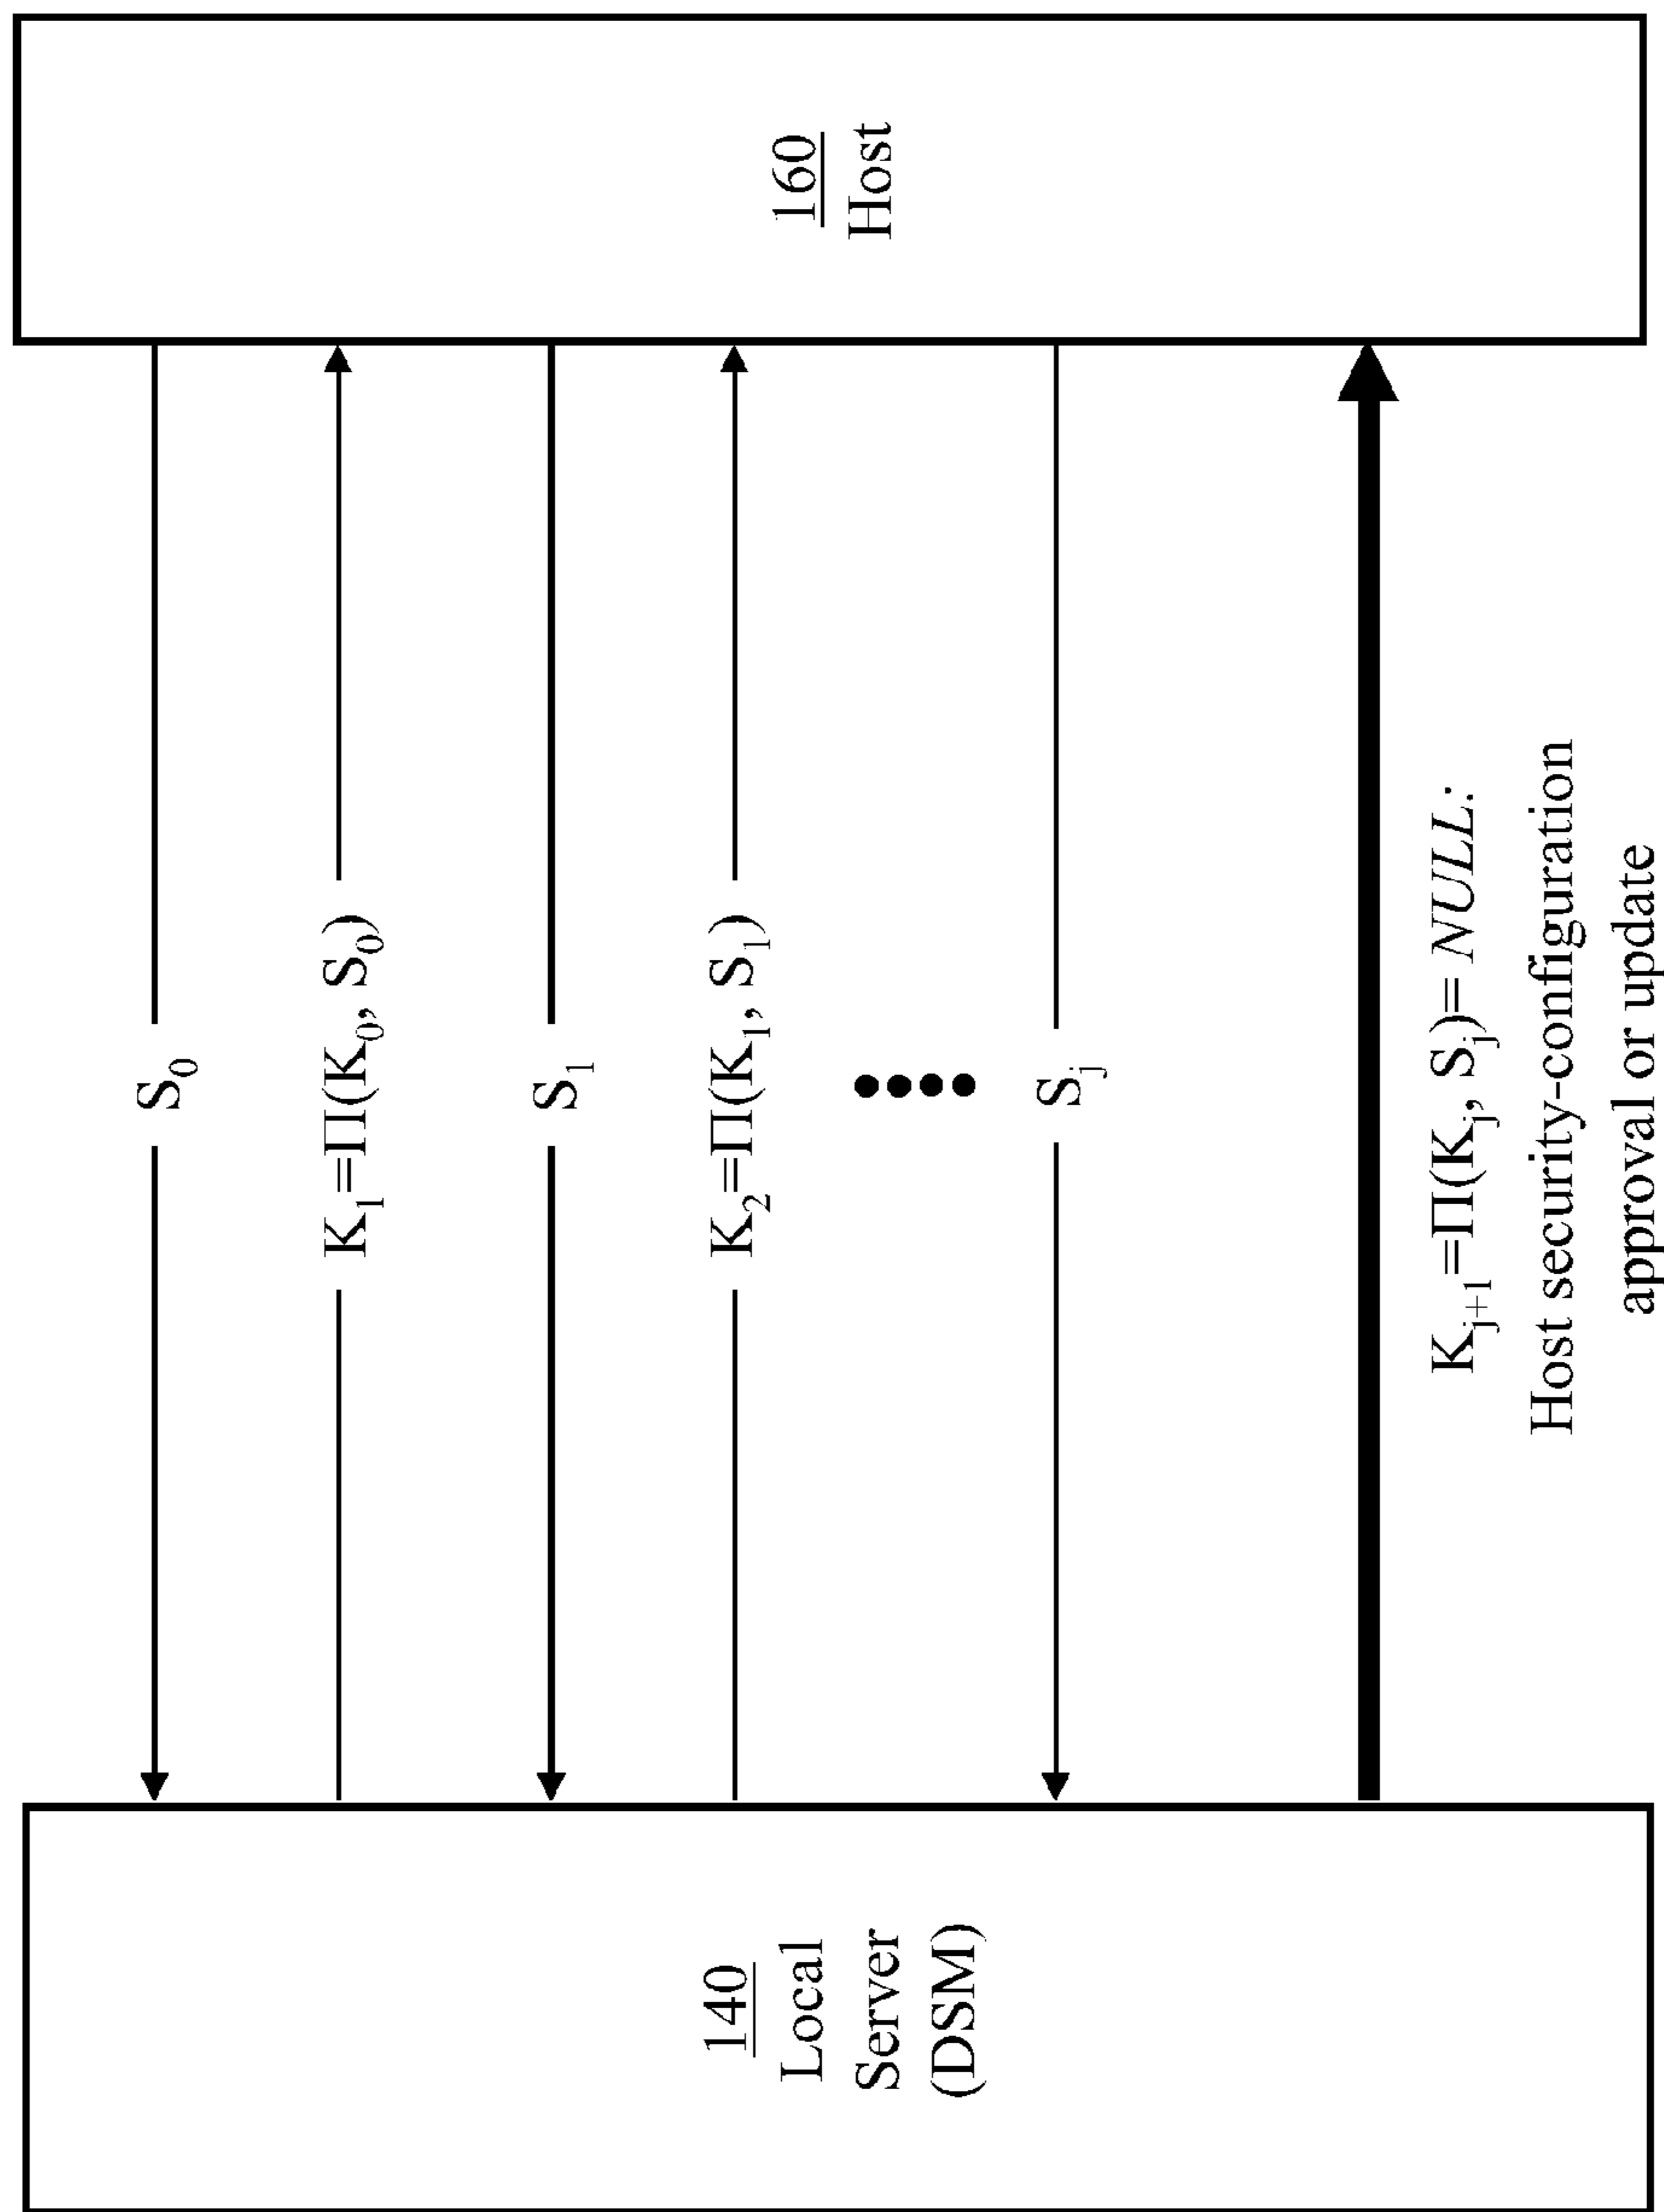 140
Local
Server
(DSM)
S0
K1=Π(K0, S0)
S1
K2=Π(K1, S1)
Sj
Kj+1=Π(Kj, Sj)= NULL:
Host security-configuration
approval or update
160
Host